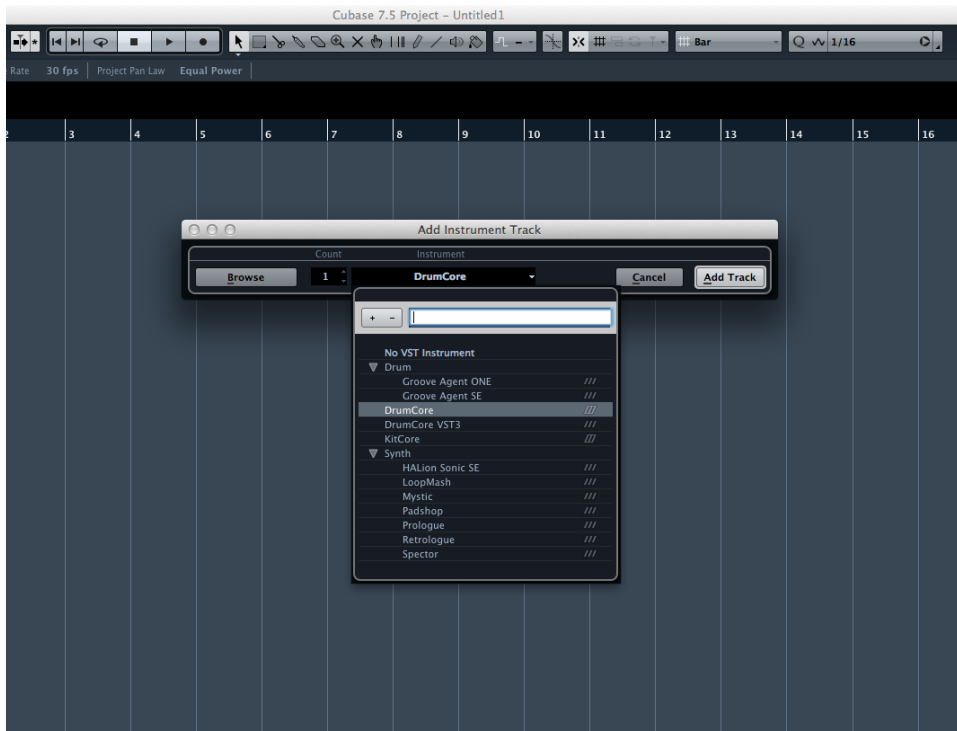 Cubase 7.5 Project - Untitled1
Bar
Q 1/16
Rate 30 fps Project Pan Law Equal Power
2 3 4 5 6 7 8 9 10 11 12 13 14 15 16
Add Instrument Track
Count Instrument
Browse 1 DrumCore Cancel Add Track
+ -
No VST Instrument
Drum
Groove Agent ONE
Groove Agent SE
DrumCore
DrumCore VST3
KitCore
Synth
HALion Sonic SE
LoopMash
Mystic
Padshop
Prologue
Retrologue
Spector